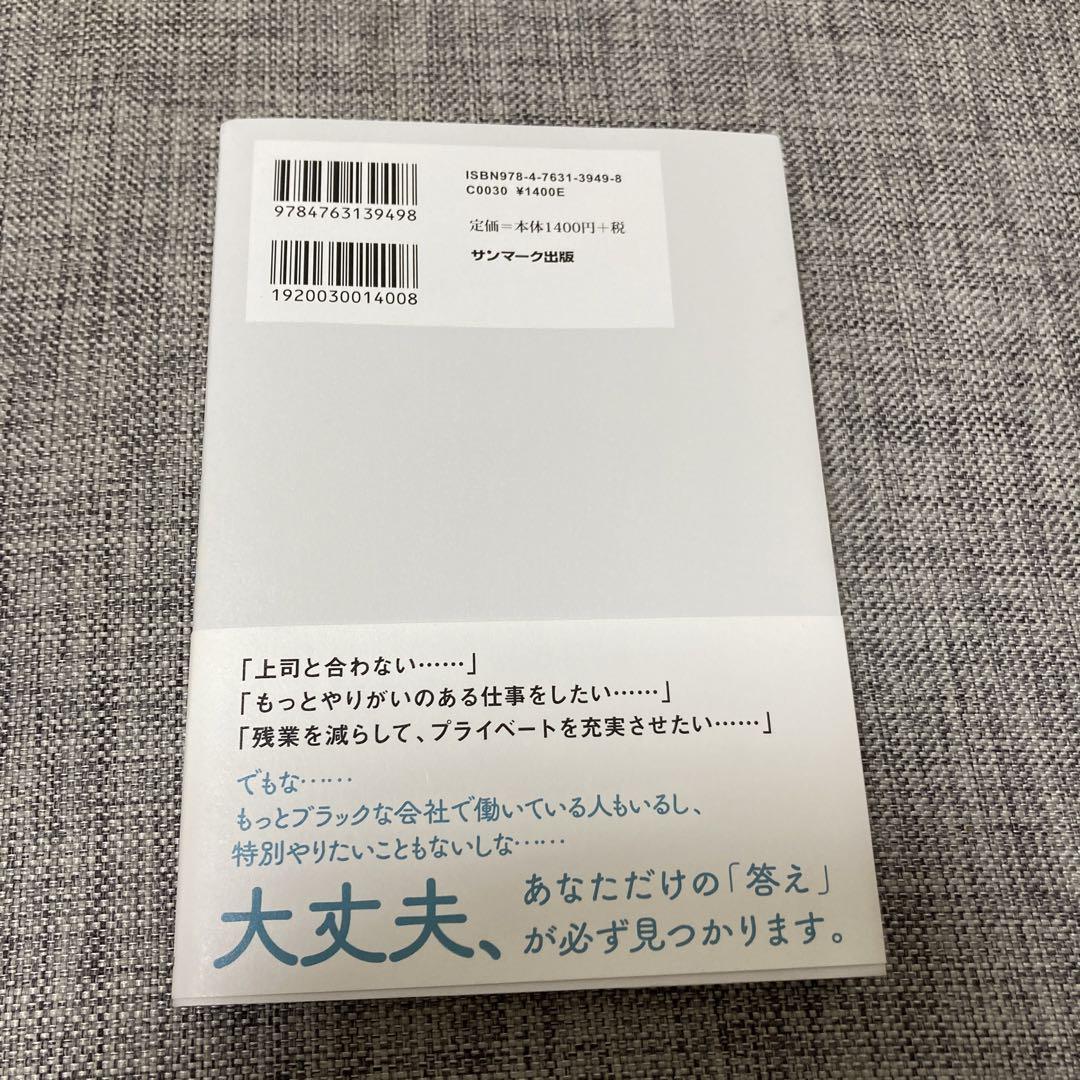 9784763139498
1920030014008
ISBN978-4-7631-3949-8
C0030 ¥1400E
定価=本体1400円+税
サンマーク出版
「上司と合わない……」
「もっとやりがいのある仕事をしたい……」
「残業を減らして、プライベートを充実させたい……」
でもな……
もっとブラックな会社で働いている人もいるし、
特別やりたいこともないしな……
大丈夫、
あなただけの「答え」
が必ず見つかります。